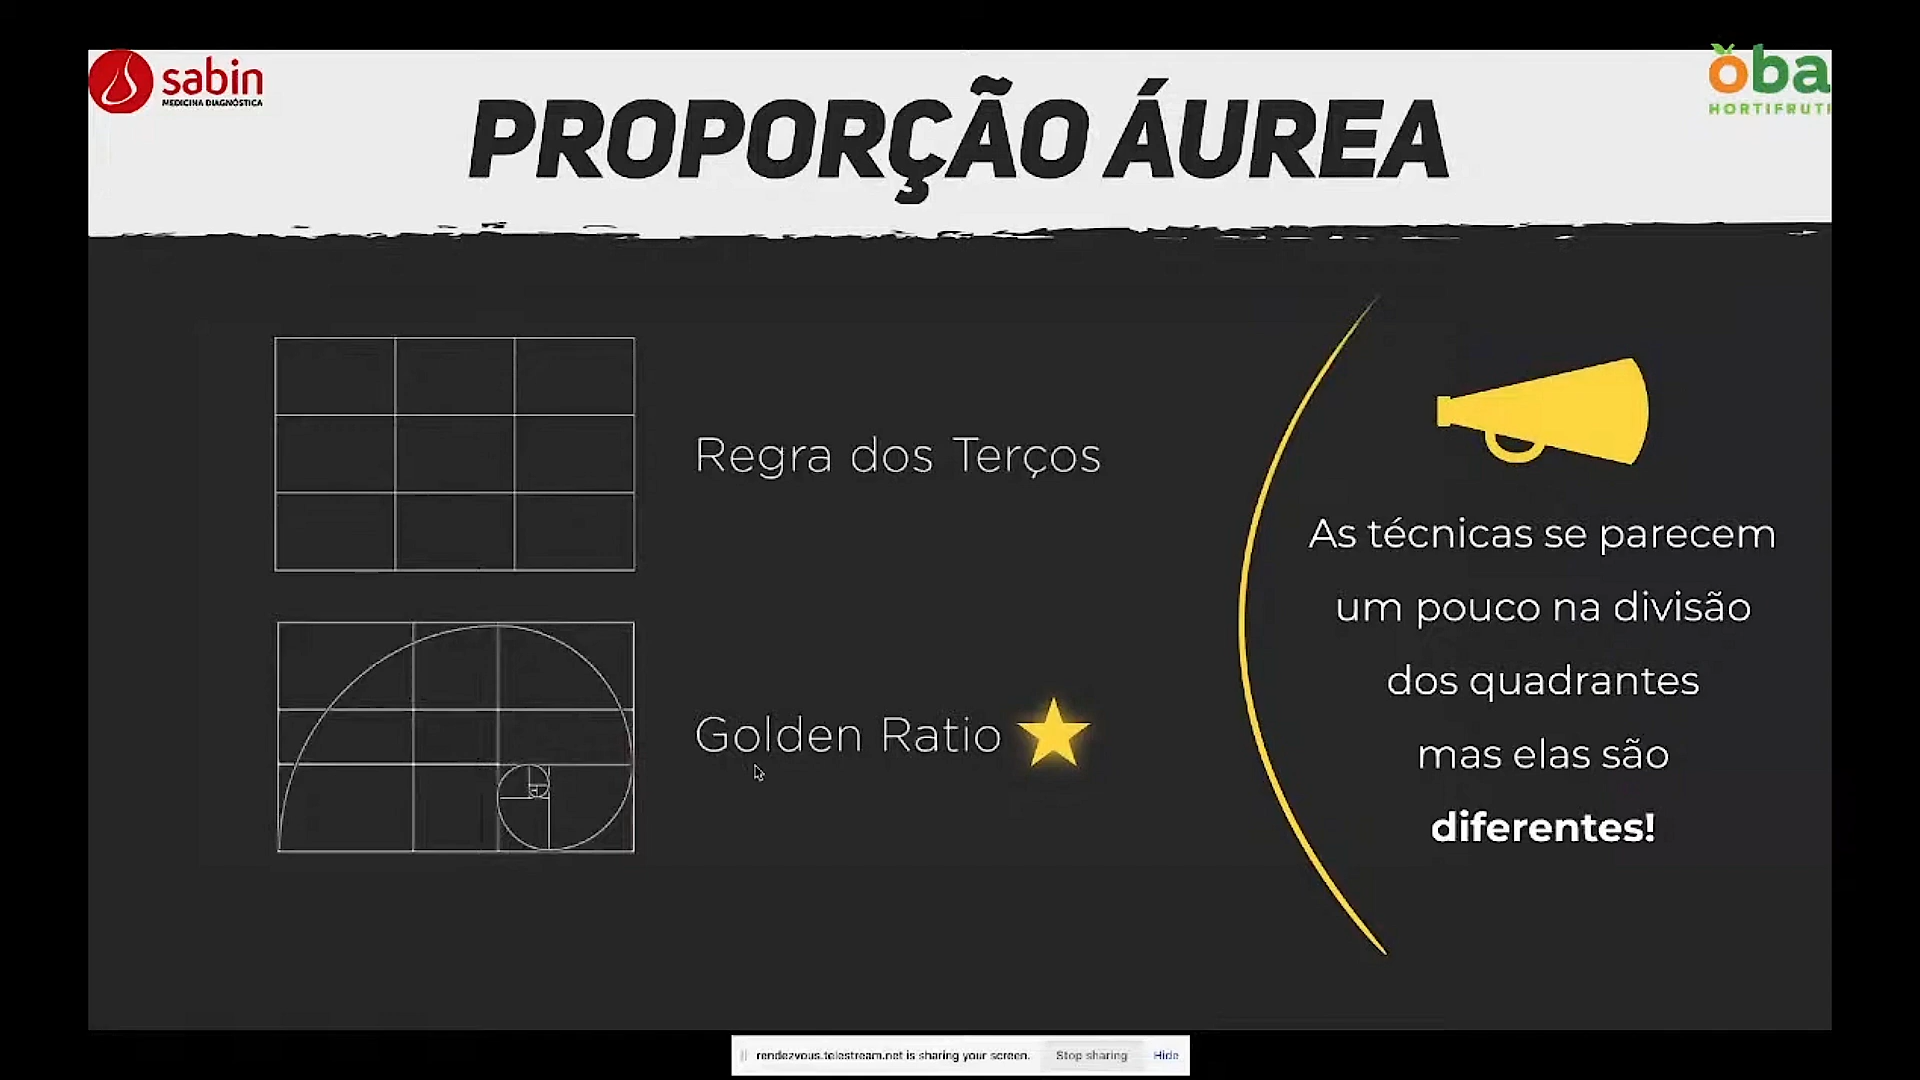 sabin
MEDICINA DIAGNÓSTICA
oba
HORTIFRUTI
PROPORÇÃO ÁUREA
Regra dos Terços
Golden Ratio
As técnicas se parecem
um pouco na divisão
dos quadrantes
mas elas são
diferentes!
rendezvous.telestream.net is sharing your screen. Stop sharing Hide